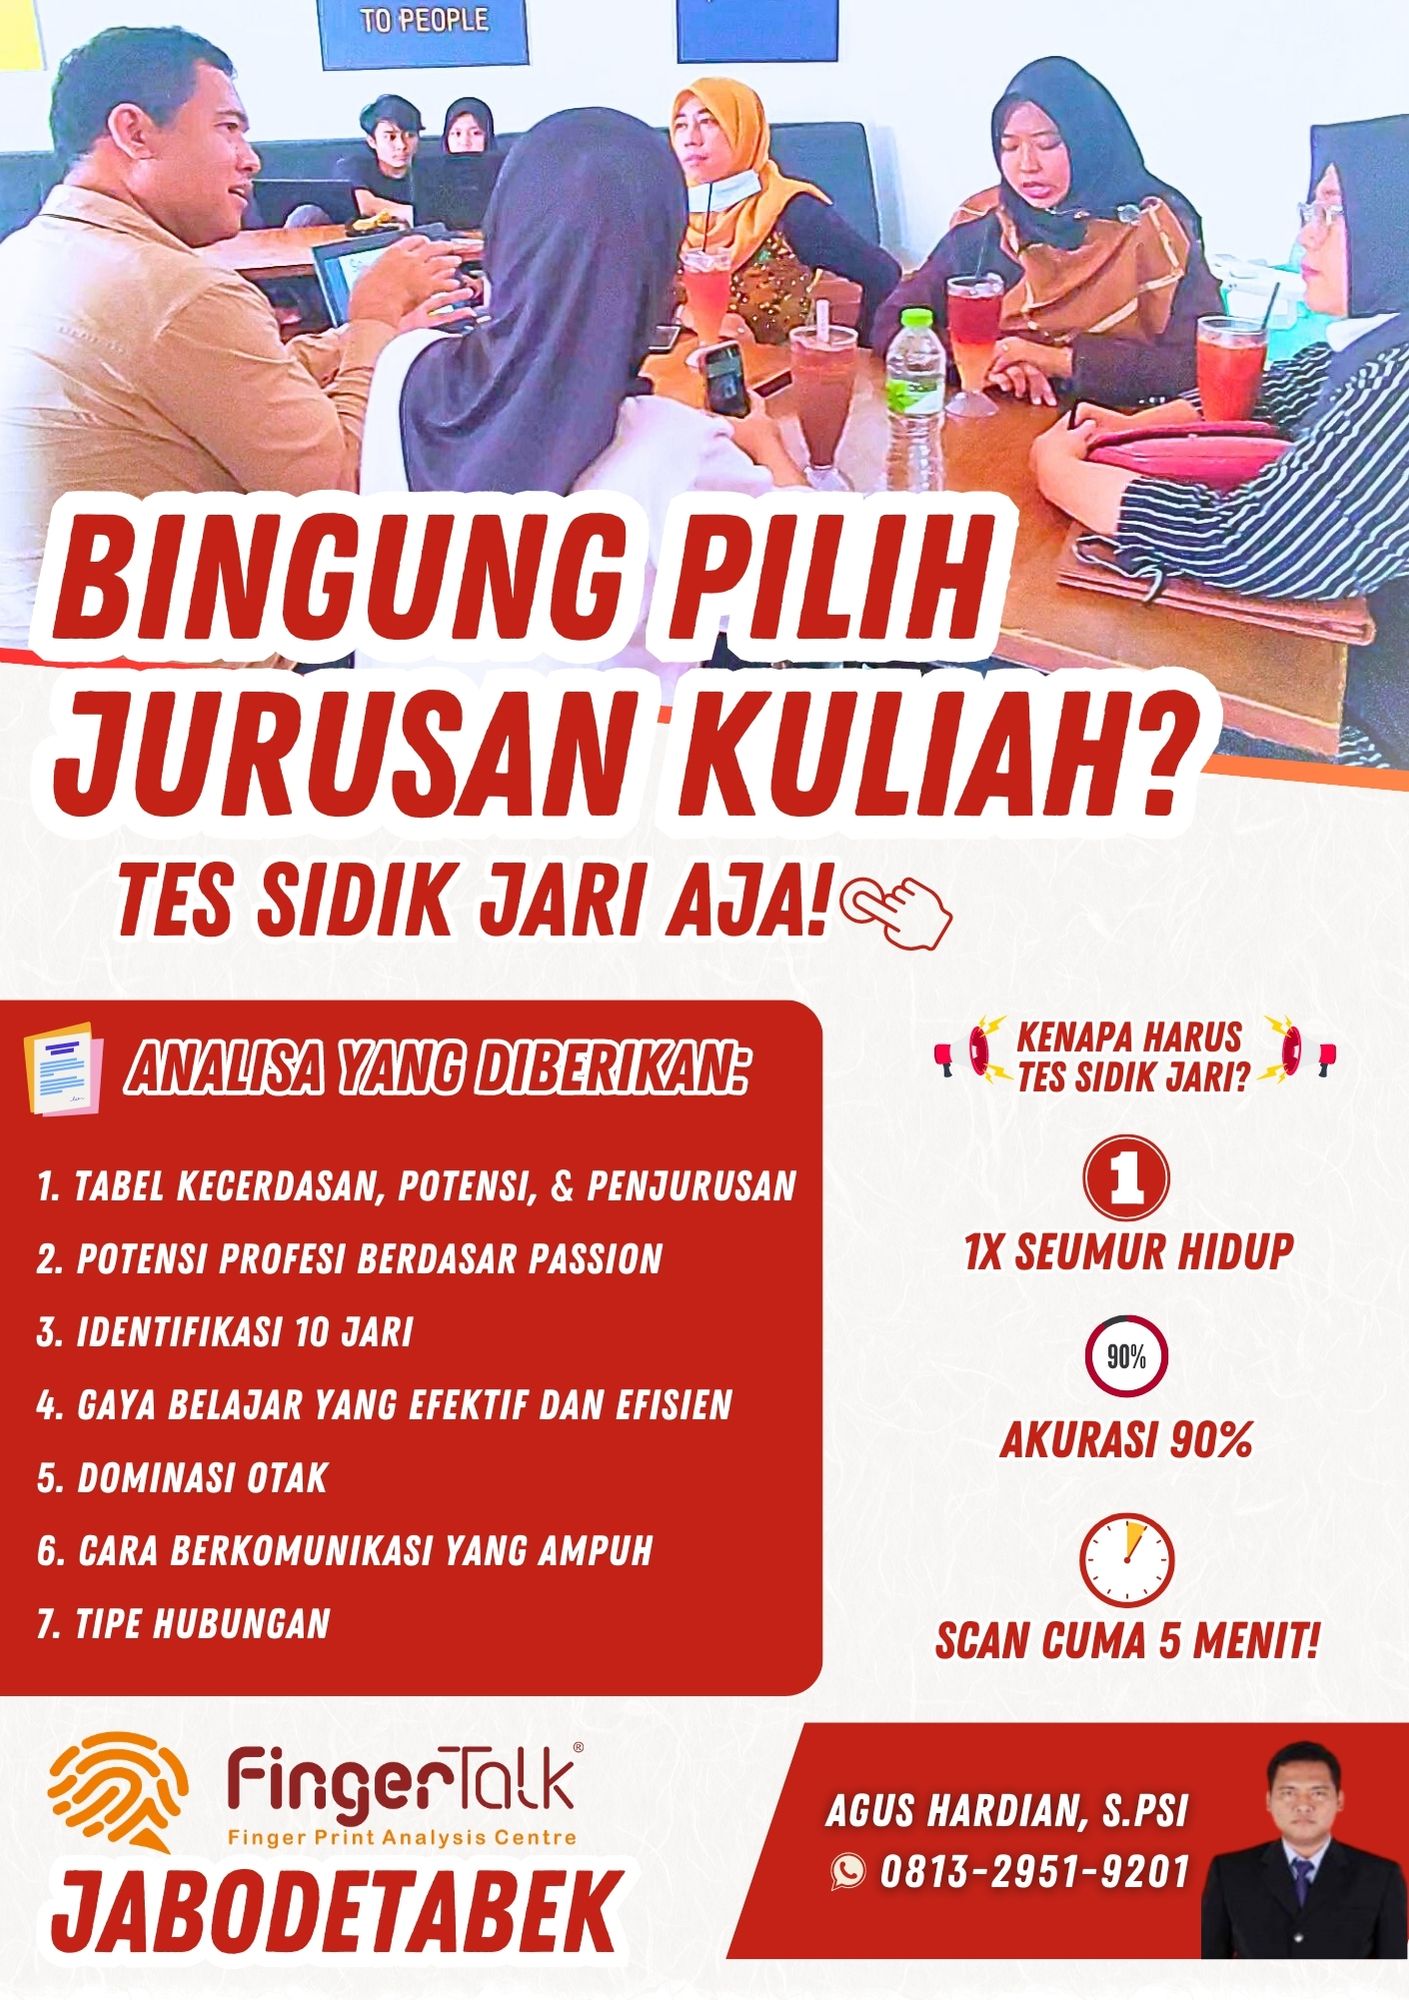 TO PEOPLE
BINGUNG PILIH
JURUSAN KULIAH?
TES SIDIK JARI AJA!
ANALISA YANG DIBERIKAN:
1. TABEL KECERDASAN, POTENSI, & PENJURUSAN
2. POTENSI PROFESI BERDASAR PASSION
3. IDENTIFIKASI 10 JARI
4. GAYA BELAJAR YANG EFEKTIF DAN EFISIEN
5. DOMINASI OTAK
6. CARA BERKOMUNIKASI YANG AMPUH
7. TIPE HUBUNGAN
KENAPA HARUS
TES SIDIK JARI?
1
1X SEUMUR HIDUP
90%
AKURASI 90%
SCAN CUMA 5 MENIT!
FingerTalk®
Finger Print Analysis Centre
JABODETABEK
AGUS HARDIAN, S.PSI
0813-2951-9201